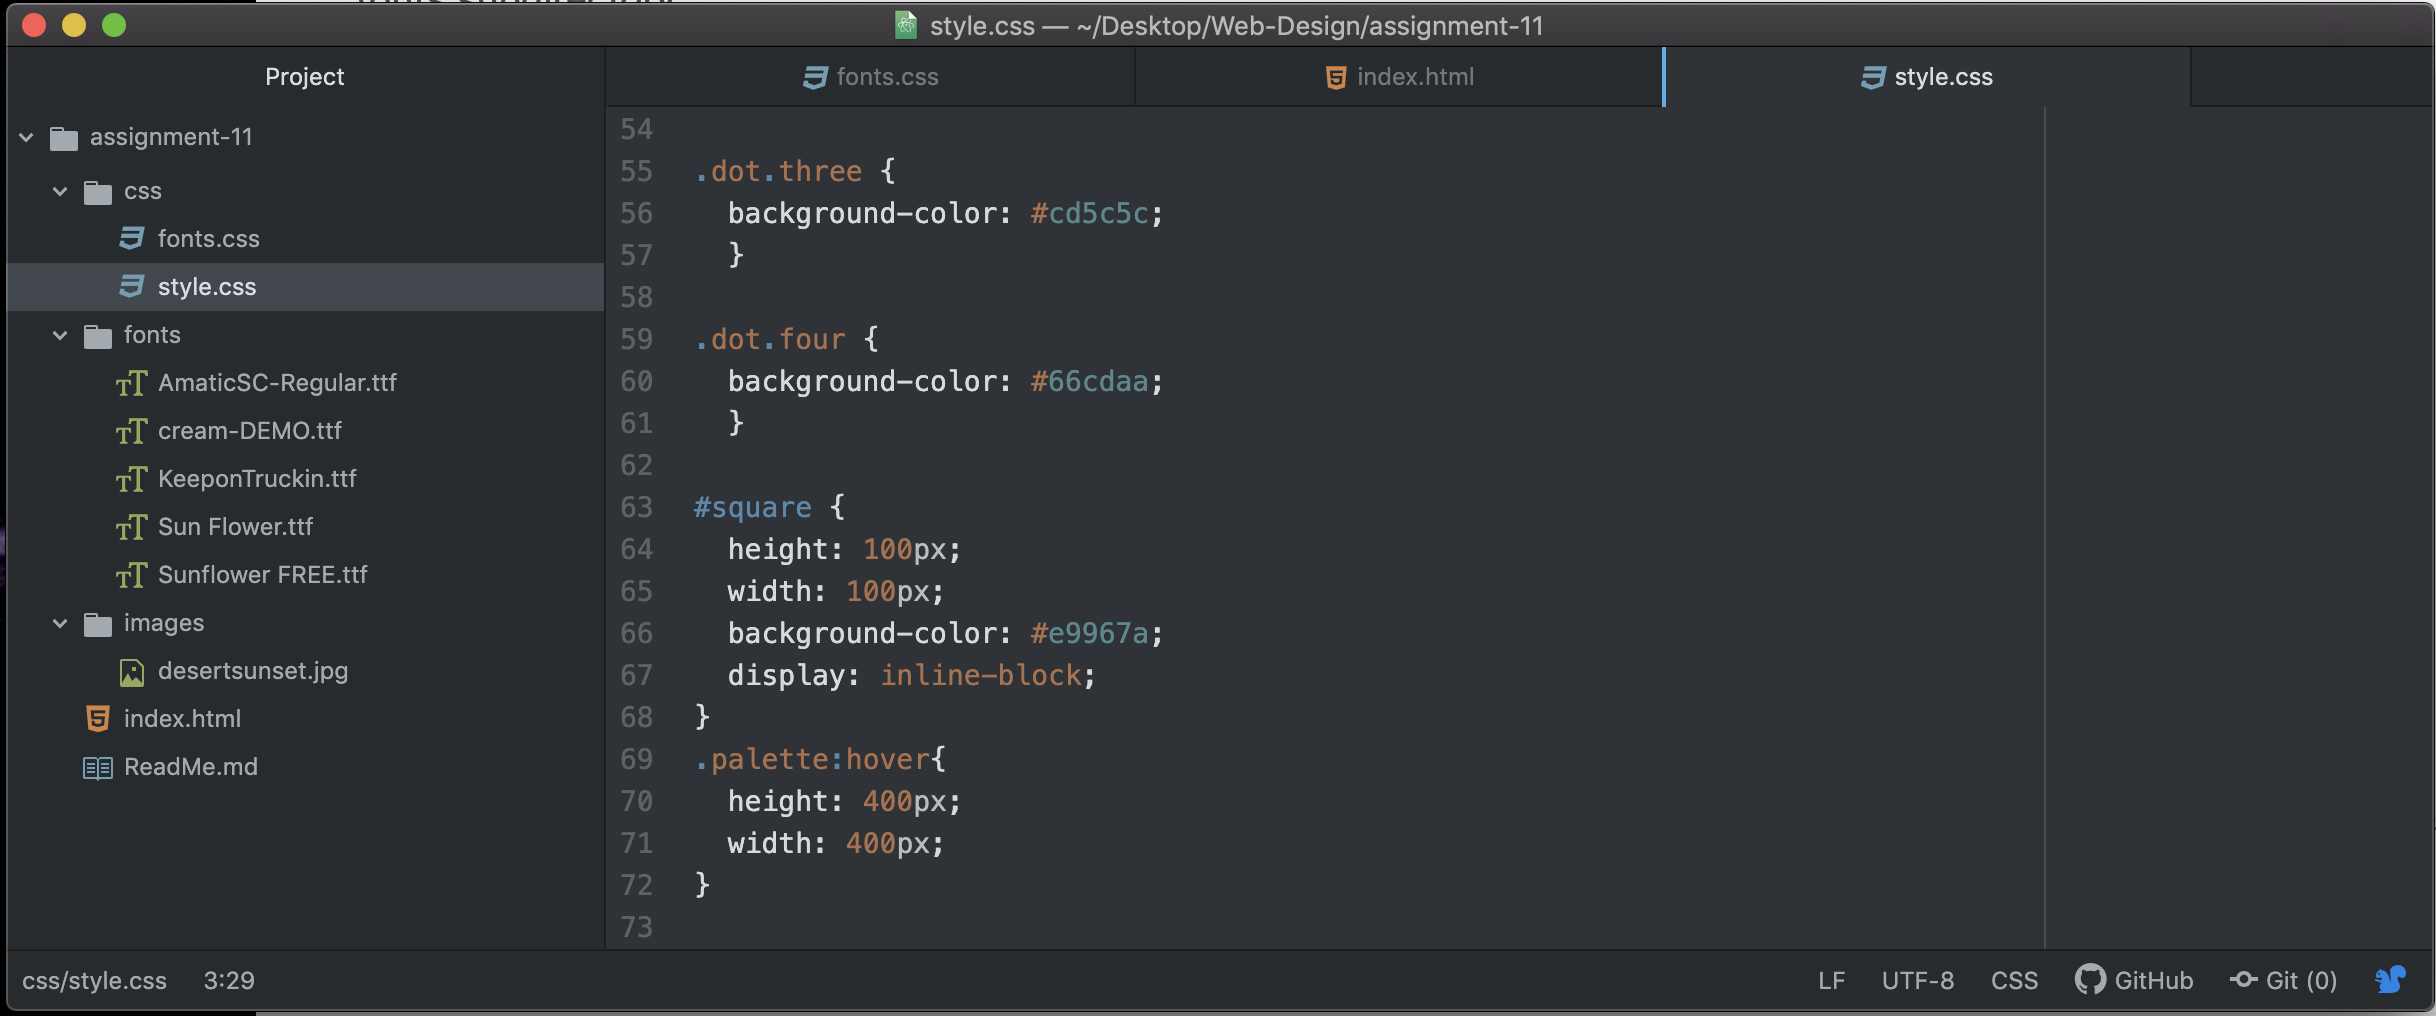 style.css — ~/Desktop/Web-Design/assignment-11
Project
assignment-11
css
fonts.css
style.css
fonts
AmaticSC-Regular.ttf
cream-DEMO.ttf
KeeponTruckin.ttf
Sun Flower.ttf
Sunflower FREE.ttf
images
desertsunset.jpg
index.html
ReadMe.md
fonts.css
index.html
style.css
54
55 .dot.three {
56 background-color: #cd5c5c;
57 }
58
59 .dot.four {
60 background-color: #66cdaa;
61 }
62
63 #square {
64 height: 100px;
65 width: 100px;
66 background-color: #e9967a;
67 display: inline-block;
68 }
69 .palette:hover{
70 height: 400px;
71 width: 400px;
72 }
73
css/style.css 3:29
LF UTF-8 CSS GitHub Git (0)